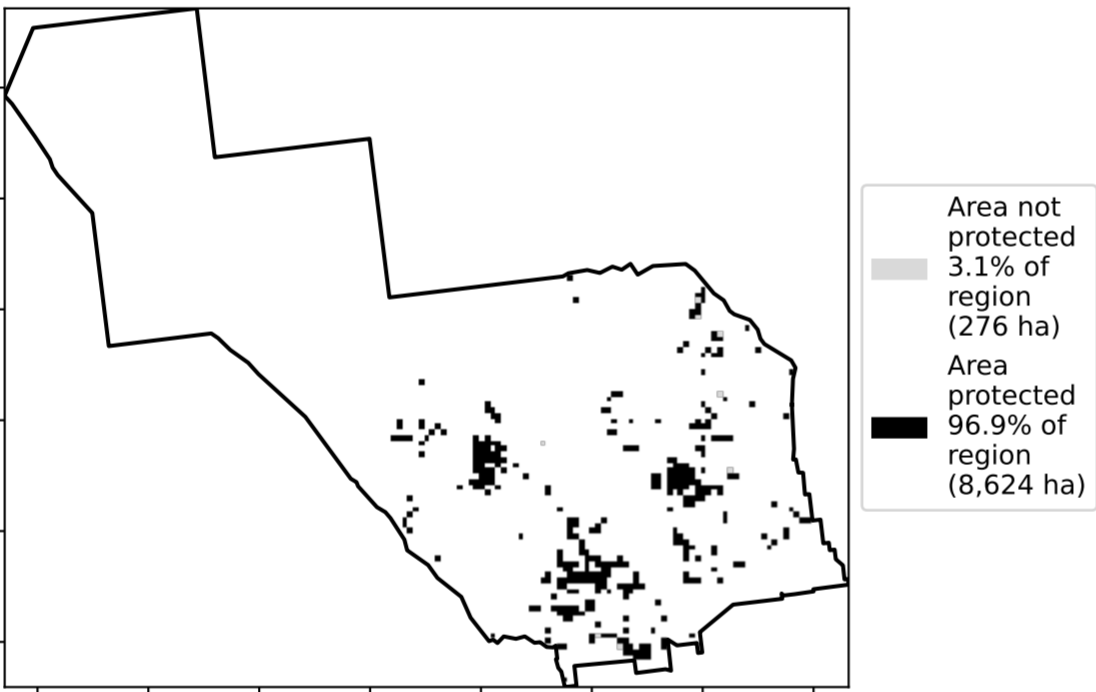 Area not
protected
3.1% of
region
(276 ha)
Area
protected
96.9% of
region
(8,624 ha)